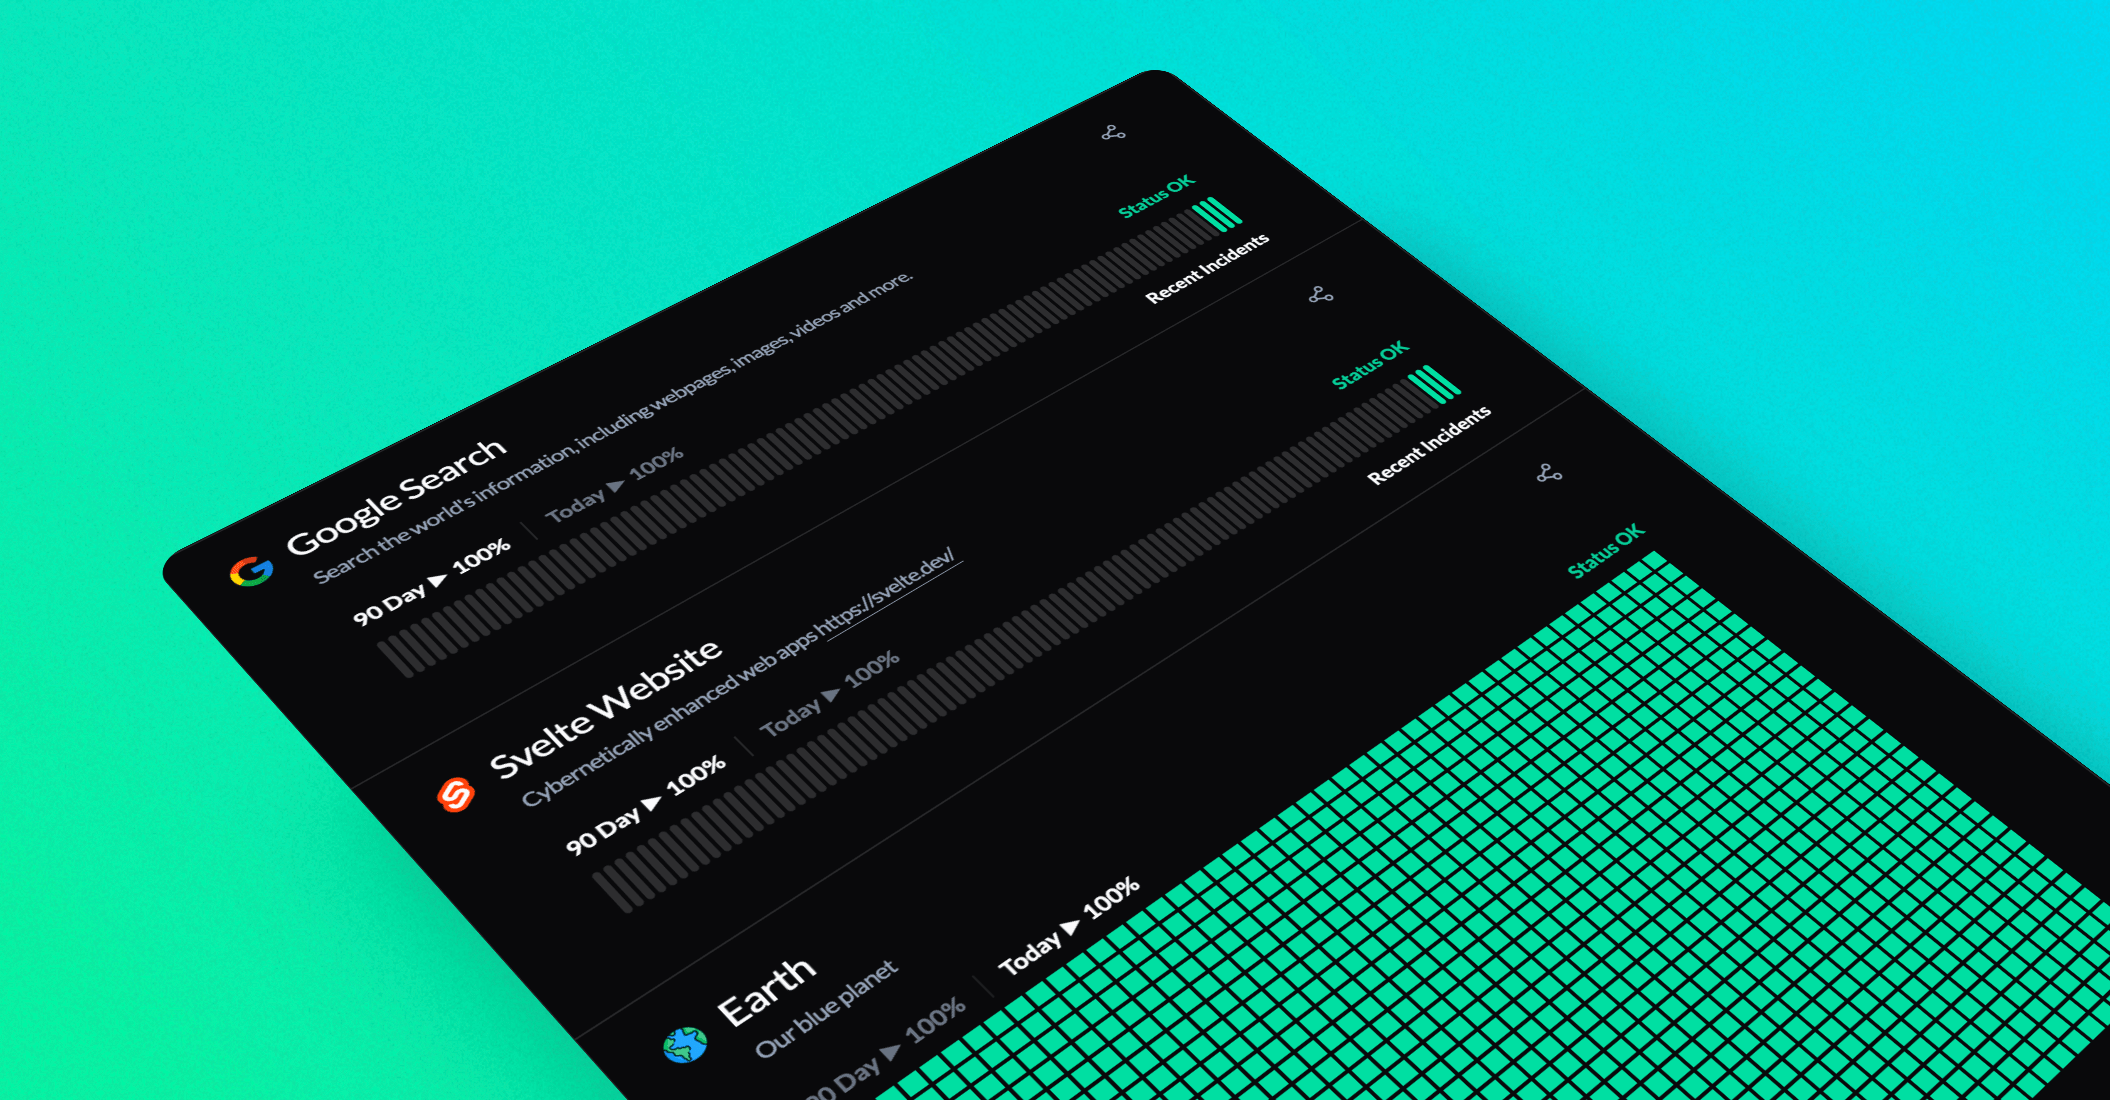 Google Search
Search the world's information, including webpages, images, videos and more.
90 Day ▶ 100%
Today ▶ 100%
Status OK
Recent Incidents
Svelte Website
Cybernetically enhanced web apps https://svelte.dev/
90 Day ▶ 100%
Today ▶ 100%
Status OK
Recent Incidents
Earth
Our blue planet
90 Day ▶ 100%
Today ▶ 100%
Status OK